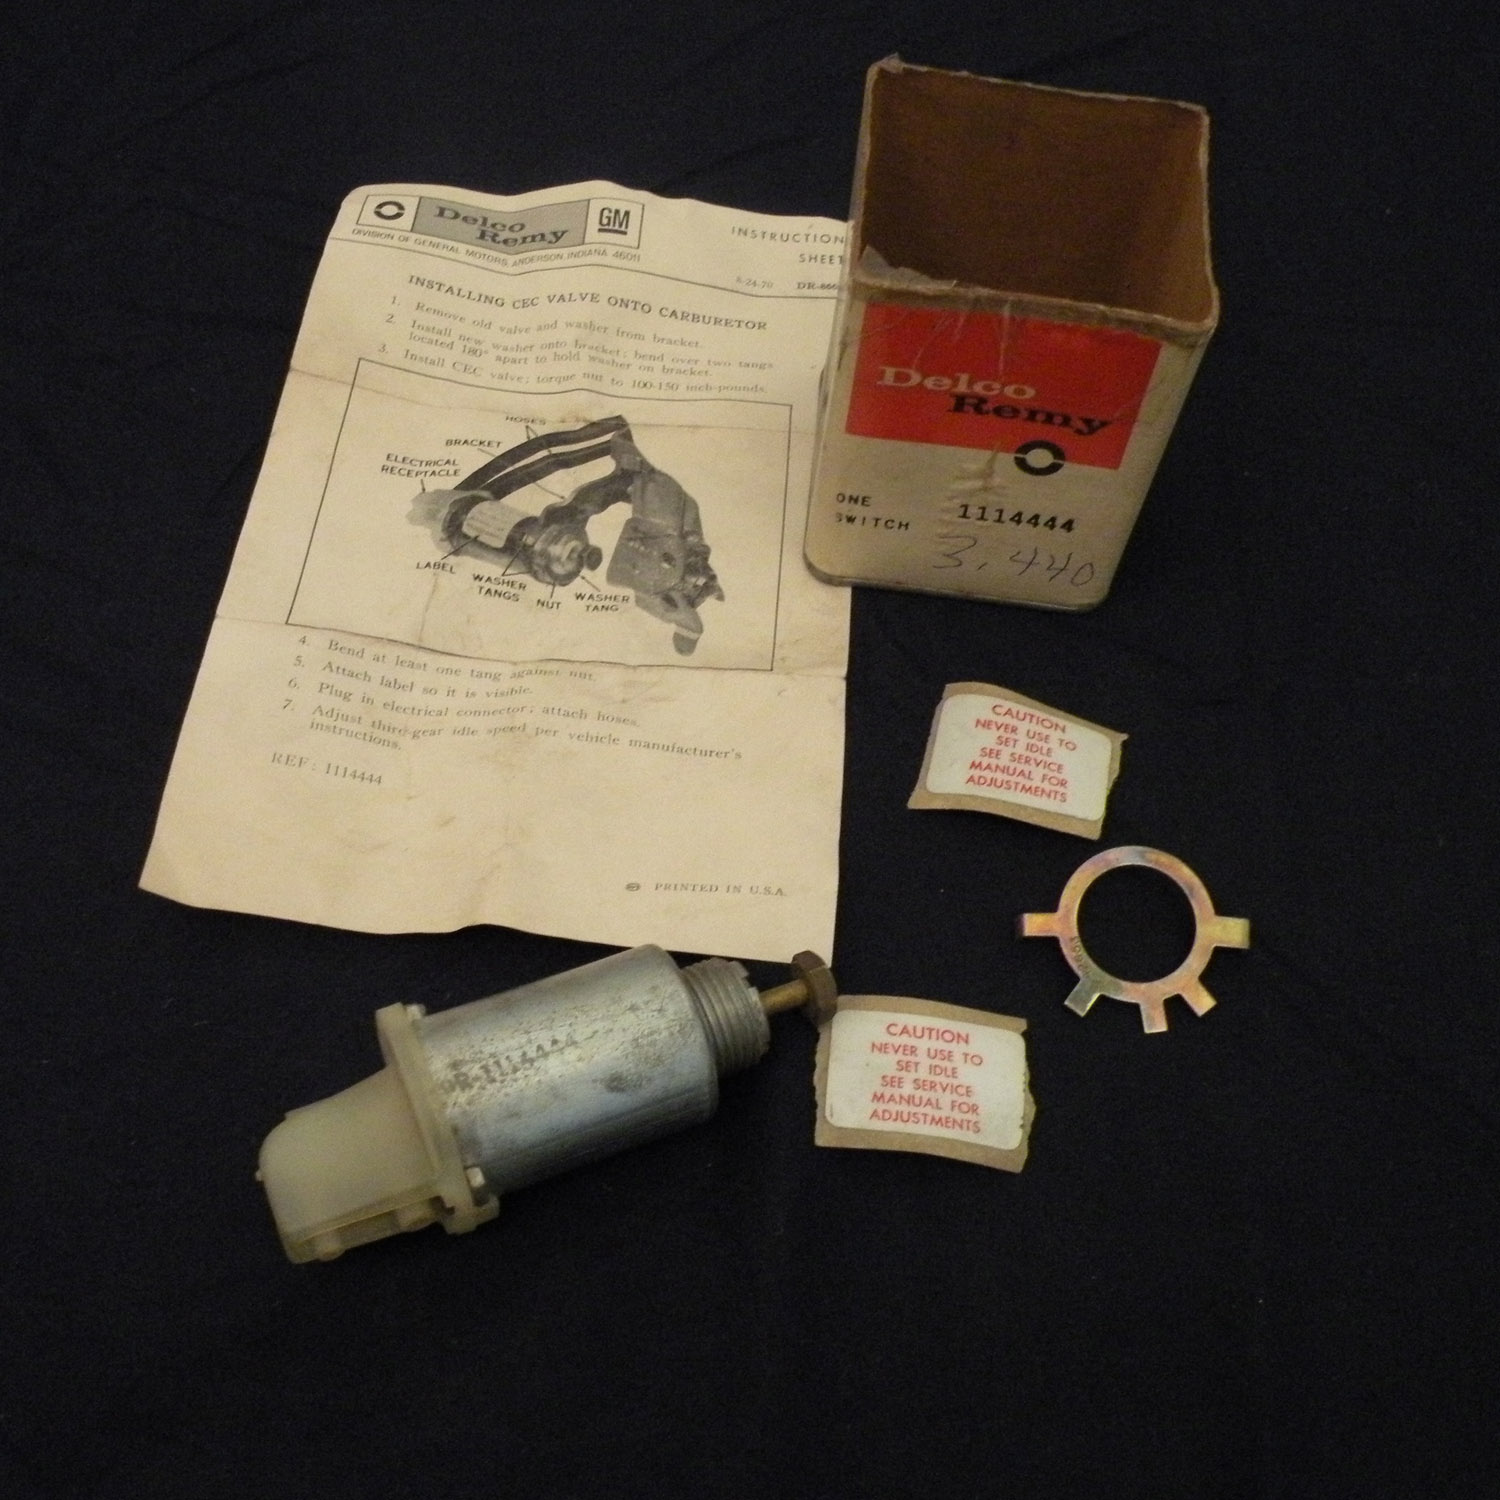 Delco
Remy
GM
DIVISION OF GENERAL MOTORS, ANDERSON, INDIANA 46011
INSTRUCTION
SHEET
8-24-70
INSTALLING CEC VALVE ONTO CARBURETOR
1. Remove old valve and washer from bracket.
2. Install new washer onto bracket; bend over two tangs
located 180° apart to hold washer on bracket.
3. Install CEC valve; torque nut to 100-150 inch-pounds.
HOSES
BRACKET
ELECTRICAL
RECEPTACLE
LABEL
WASHER
TANGS
NUT
WASHER
TANG
4. Bend at least one tang against nut.
5. Attach label so it is visible.
6. Plug in electrical connector; attach hoses.
7. Adjust third-gear idle speed per vehicle manufacturer's
instructions.
REF: 1114444
PRINTED IN U.S.A.
Delco
Remy
ONE
SWITCH
1114444
3.440
CAUTION
NEVER USE TO
SET IDLE
SEE SERVICE
MANUAL FOR
ADJUSTMENTS
CAUTION
NEVER USE TO
SET IDLE
SEE SERVICE
MANUAL FOR
ADJUSTMENTS
DR-1114444